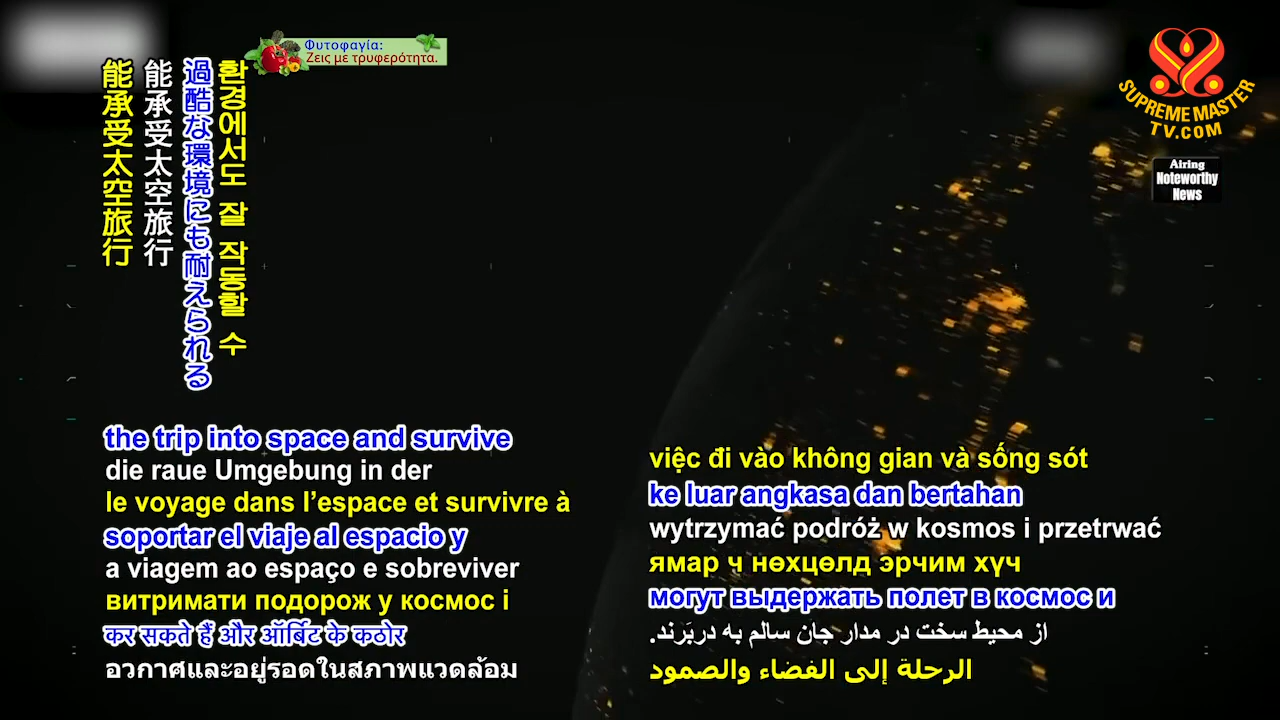 Φυτοφαγία:
Ζεις με τρυφερότητα.
SUPREME MASTER
TV.COM
Airing
Noteworthy
News
환경에서도 잘 작동할 수
過酷な環境にも耐えられる
能承受太空旅行
能承受太空旅行
the trip into space and survive
die raue Umgebung in der
le voyage dans l’espace et survivre à
soportar el viaje al espacio y
a viagem ao espaço e sobreviver
витримати подорож у космос і
कर सकते हैं और ऑर्बिट के कठोर
อวกาศและอยู่รอดในสภาพแวดล้อม
việc đi vào không gian và sống sót
ke luar angkasa dan bertahan
wytrzymać podróż w kosmos i przetrwać
ямар ч нөхцөлд эрчим хүч
могут выдержать полет в космос и
از محیط سخت در مدار جان سالم به دربَرند.
الرحلة إلى الفضاء والصمود